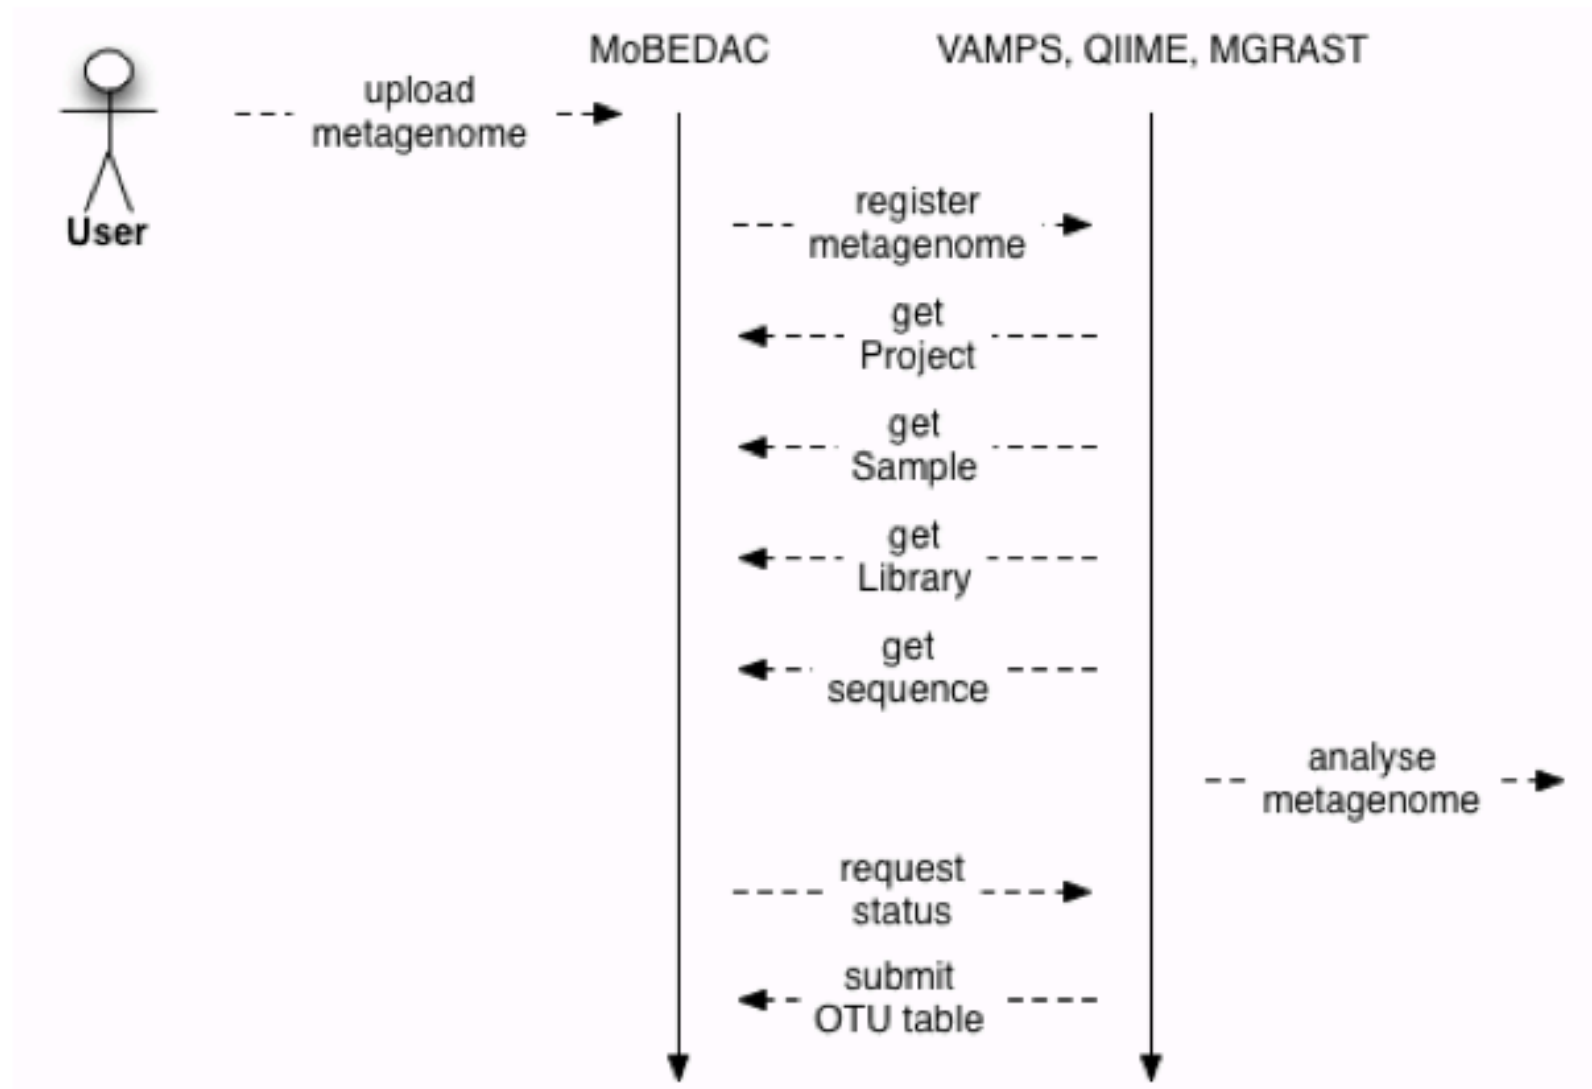 MoBEDAC
VAMPS, QIIME, MGRAST
upload
metagenome
User
register
metagenome
get
Project
get
Sample
get
Library
get
sequence
analyse
metagenome
request
status
submit
OTU table